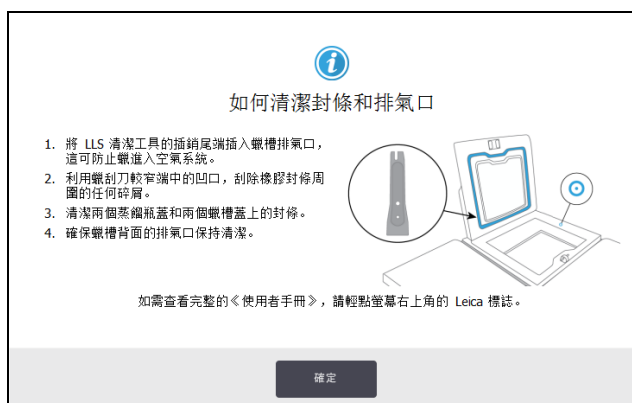 如何清潔封條和排氣口
1. 將 LLS 清潔工具的插銷尾端插入蠟槽排氣口，
這可防止蠟進入空氣系統。
2. 利用蠟刮刀較窄端中的凹口，刮除橡膠封條周
圍的任何碎屑。
3. 清潔兩個蒸餾瓶蓋和兩個蠟槽蓋上的封條。
4. 確保蠟槽背面的排氣口保持清潔。
如需查看完整的《使用者手冊》，請輕點螢幕右上角的 Leica 標誌。
確定